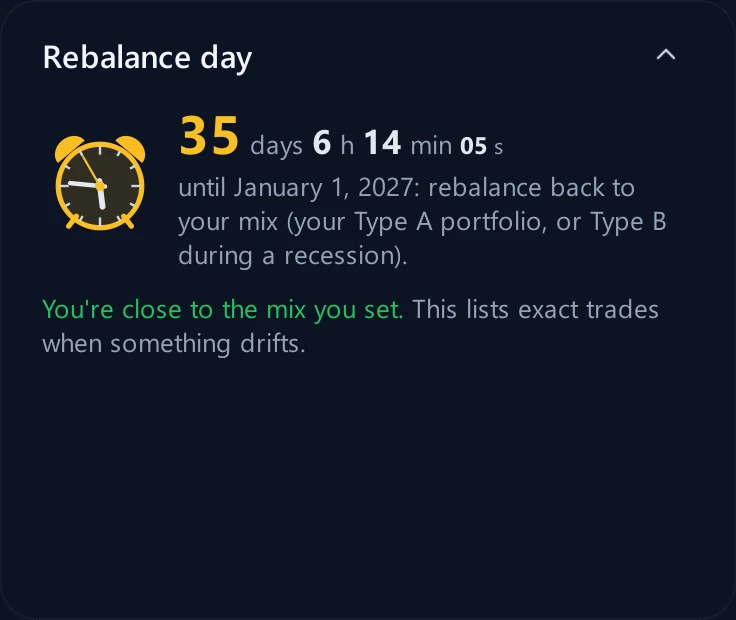 Rebalance day
35 days 6 h 14 min 05 s
until January 1, 2027: rebalance back to
your mix (your Type A portfolio, or Type B
during a recession).
You're close to the mix you set. This lists exact trades
when something drifts.